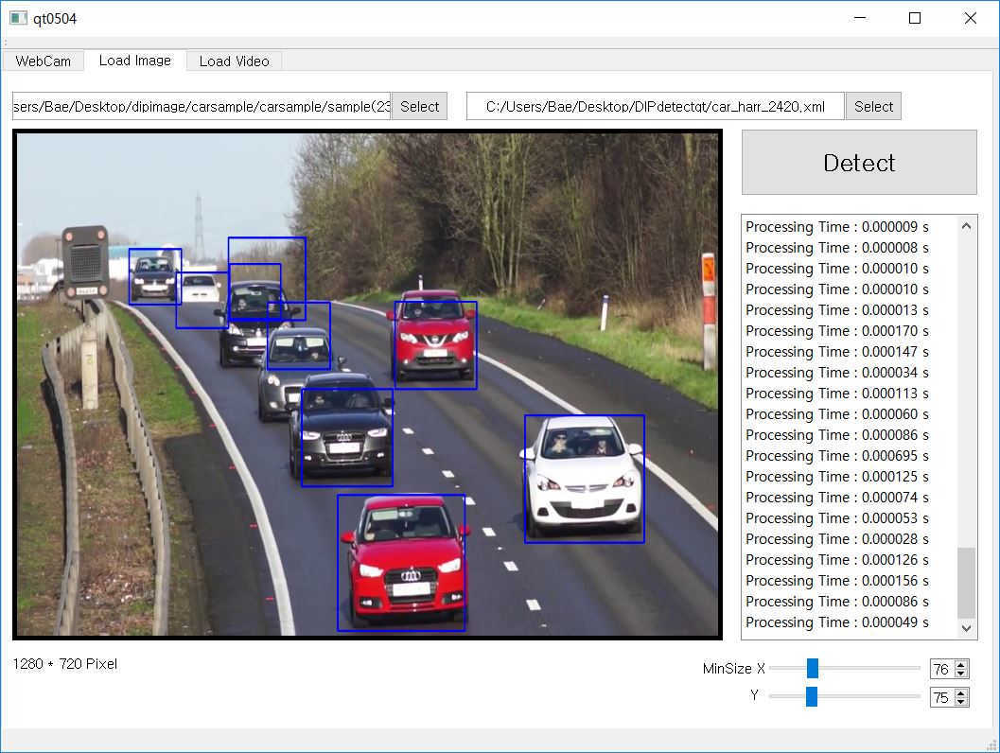 qt0504
WebCam Load Image Load Video
sers/Bae/Desktop/dipimage/carsample/carsample/sample(23 Select C:/Users/Bae/Desktop/DIPdetectqt/car_harr_2420.xml Select
Detect
Processing Time : 0.000009 s
Processing Time : 0.000008 s
Processing Time : 0.000010 s
Processing Time : 0.000010 s
Processing Time : 0.000013 s
Processing Time : 0.000170 s
Processing Time : 0.000147 s
Processing Time : 0.000034 s
Processing Time : 0.000113 s
Processing Time : 0.000060 s
Processing Time : 0.000086 s
Processing Time : 0.000695 s
Processing Time : 0.000125 s
Processing Time : 0.000074 s
Processing Time : 0.000053 s
Processing Time : 0.000028 s
Processing Time : 0.000126 s
Processing Time : 0.000156 s
Processing Time : 0.000086 s
Processing Time : 0.000049 s
1280 * 720 Pixel
MinSize X 76
Y 75